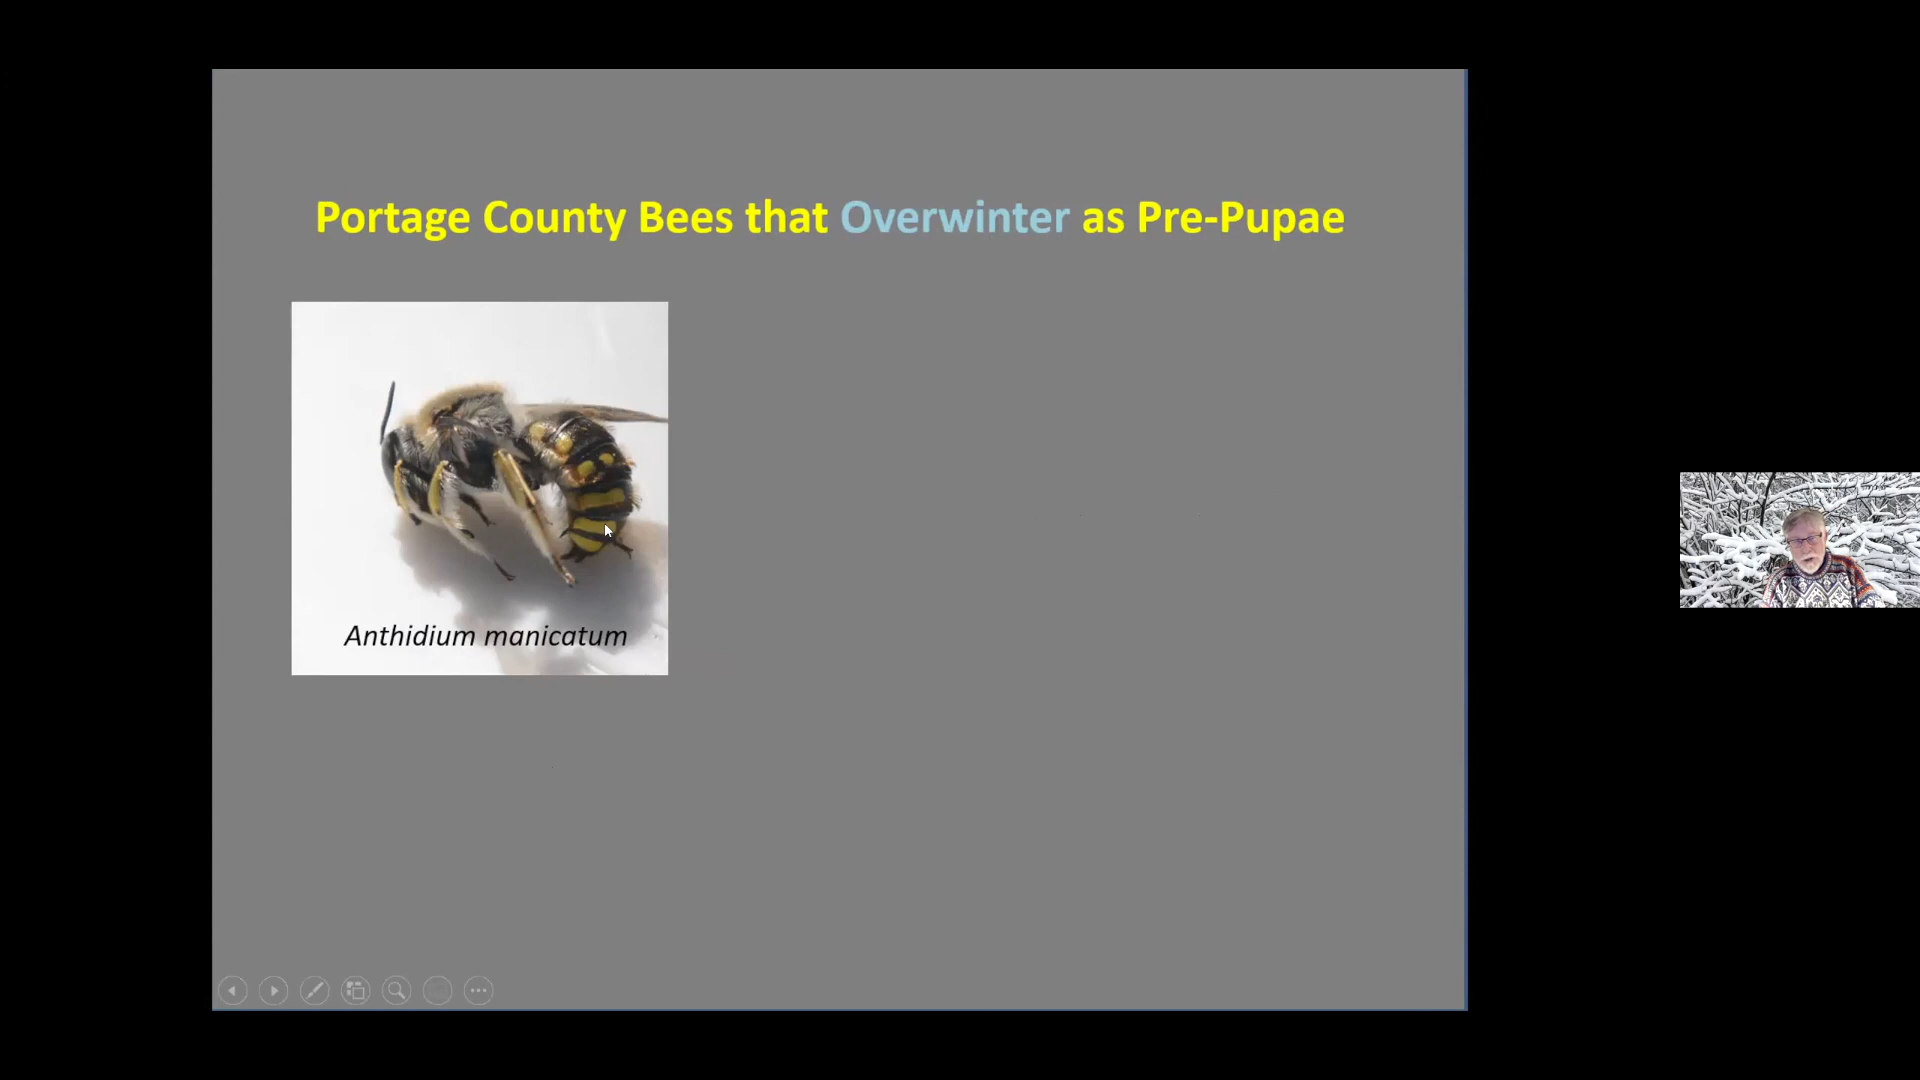 Portage County Bees that Overwinter as Pre-Pupae
Anthidium manicatum